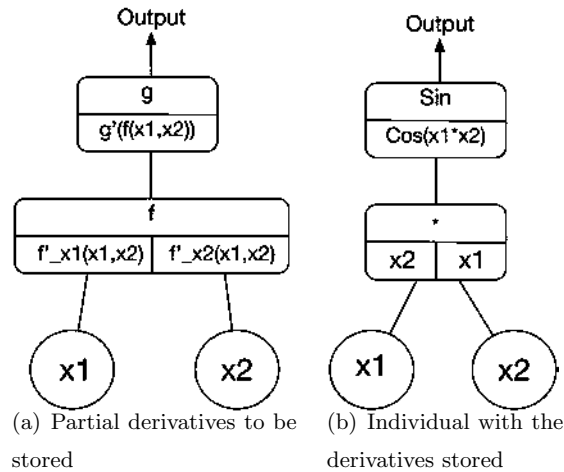 Output
g
g'(f(x1,x2))
f
f'_x1(x1,x2) f'_x2(x1,x2)
x1 x2
(a) Partial derivatives to be
stored
Output
Sin
Cos(x1*x2)
*
x2 x1
x1 x2
(b) Individual with the
derivatives stored